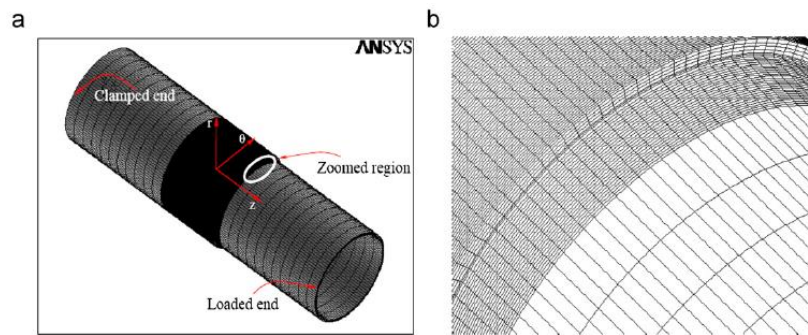 a
b
ANSYS
Clamped end
r
θ
Zoomed region
z
Loaded end